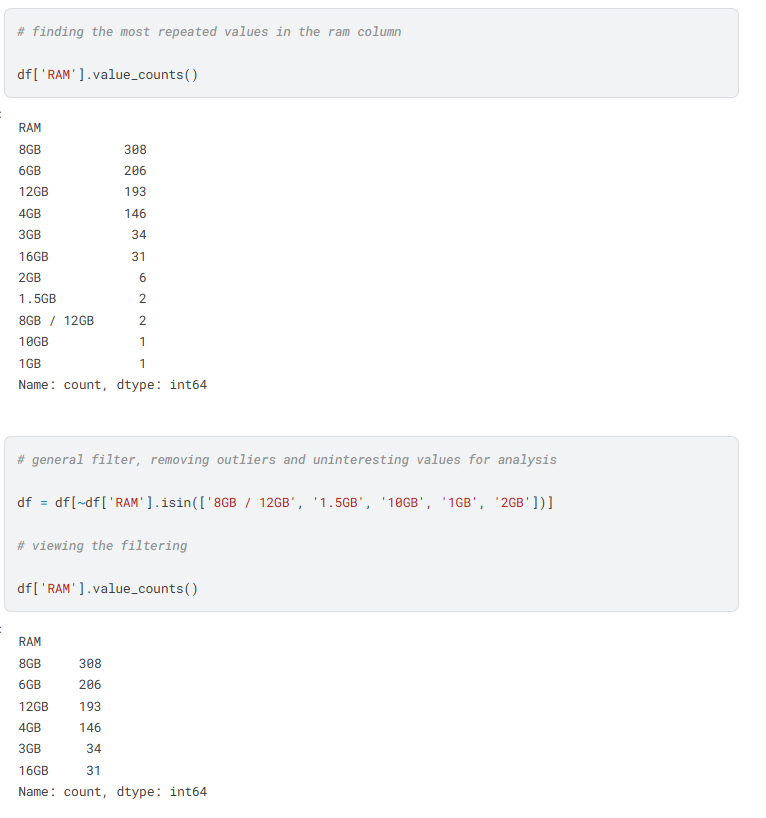 # finding the most repeated values in the ram column
df['RAM'].value_counts()
RAM
8GB 308
6GB 206
12GB 193
4GB 146
3GB 34
16GB 31
2GB 6
1.5GB 2
8GB / 12GB 2
10GB 1
1GB 1
Name: count, dtype: int64
# general filter, removing outliers and uninteresting values for analysis
df = df[~df['RAM'].isin(['8GB / 12GB', '1.5GB', '10GB', '1GB', '2GB'])]
# viewing the filtering
df['RAM'].value_counts()
RAM
8GB 308
6GB 206
12GB 193
4GB 146
3GB 34
16GB 31
Name: count, dtype: int64